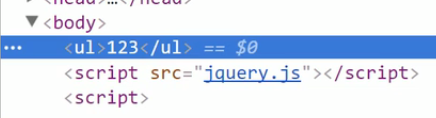 <head>…</head>
▼<body>
••• <ul>123</ul> == $0
<script src="jquery.js"></script>
<script>